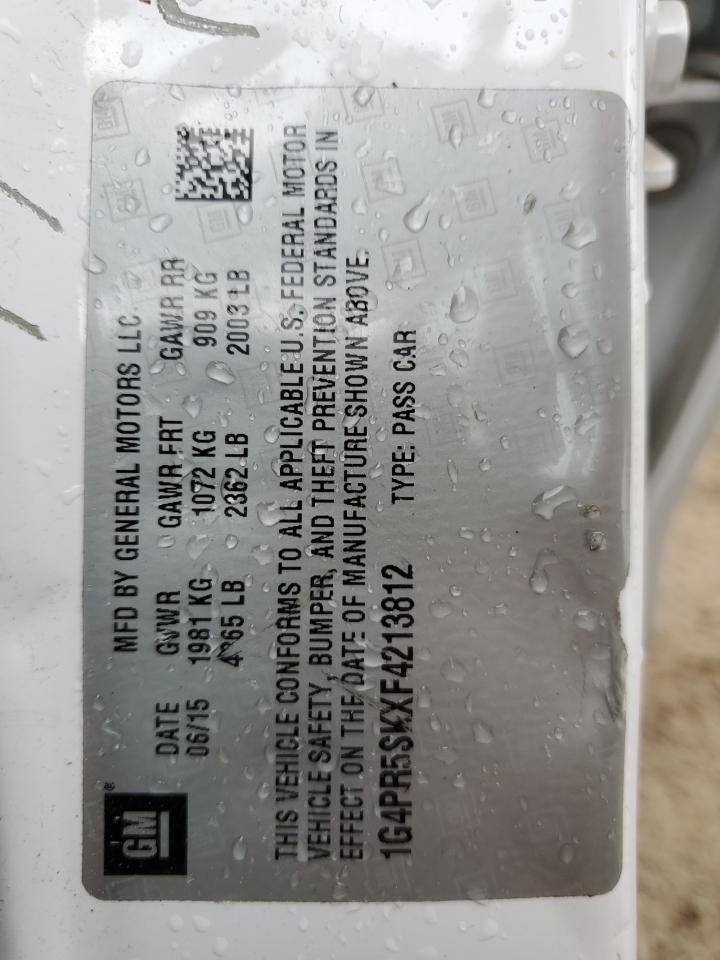 MFD BY GENERAL MOTORS LLC.
DATE GVWR GAWR FRT GAWR RR
06/15 1981 KG 1072 KG 909 KG
4365 LB 2362 LB 2003 LB
THIS VEHICLE CONFORMS TO ALL APPLICABLE U.S. FEDERAL MOTOR
VEHICLE SAFETY, BUMPER, AND THEFT PREVENTION STANDARDS IN
EFFECT ON THE DATE OF MANUFACTURE SHOWN ABOVE.
1G4PR5SKXF4213812 TYPE: PASS CAR
GM